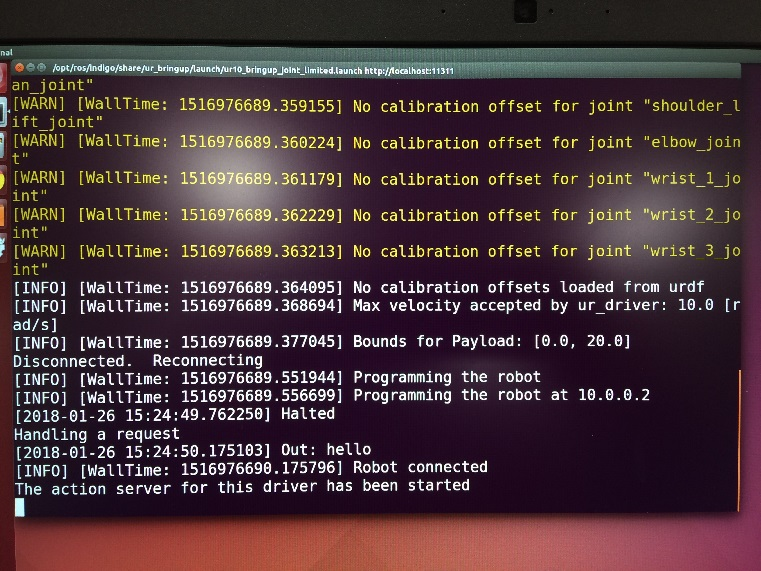 nal
/opt/ros/indigo/share/ur_bringup/launch/ur10_bringup_joint_limited.launch http://localhost:11311
an_joint"
[WARN] [WallTime: 1516976689.359155] No calibration offset for joint "shoulder_l
ift_joint"
[WARN] [WallTime: 1516976689.360224] No calibration offset for joint "elbow_join
t"
[WARN] [WallTime: 1516976689.361179] No calibration offset for joint "wrist_1_jo
int"
[WARN] [WallTime: 1516976689.362229] No calibration offset for joint "wrist_2_jo
int"
[WARN] [WallTime: 1516976689.363213] No calibration offset for joint "wrist_3_jo
int"
[INFO] [WallTime: 1516976689.364095] No calibration offsets loaded from urdf
[INFO] [WallTime: 1516976689.368694] Max velocity accepted by ur_driver: 10.0 [r
ad/s]
[INFO] [WallTime: 1516976689.377045] Bounds for Payload: [0.0, 20.0]
Disconnected.  Reconnecting
[INFO] [WallTime: 1516976689.551944] Programming the robot
[INFO] [WallTime: 1516976689.556699] Programming the robot at 10.0.0.2
[2018-01-26 15:24:49.762250] Halted
Handling a request
[2018-01-26 15:24:50.175103] Out: hello
[INFO] [WallTime: 1516976690.175796] Robot connected
The action server for this driver has been started